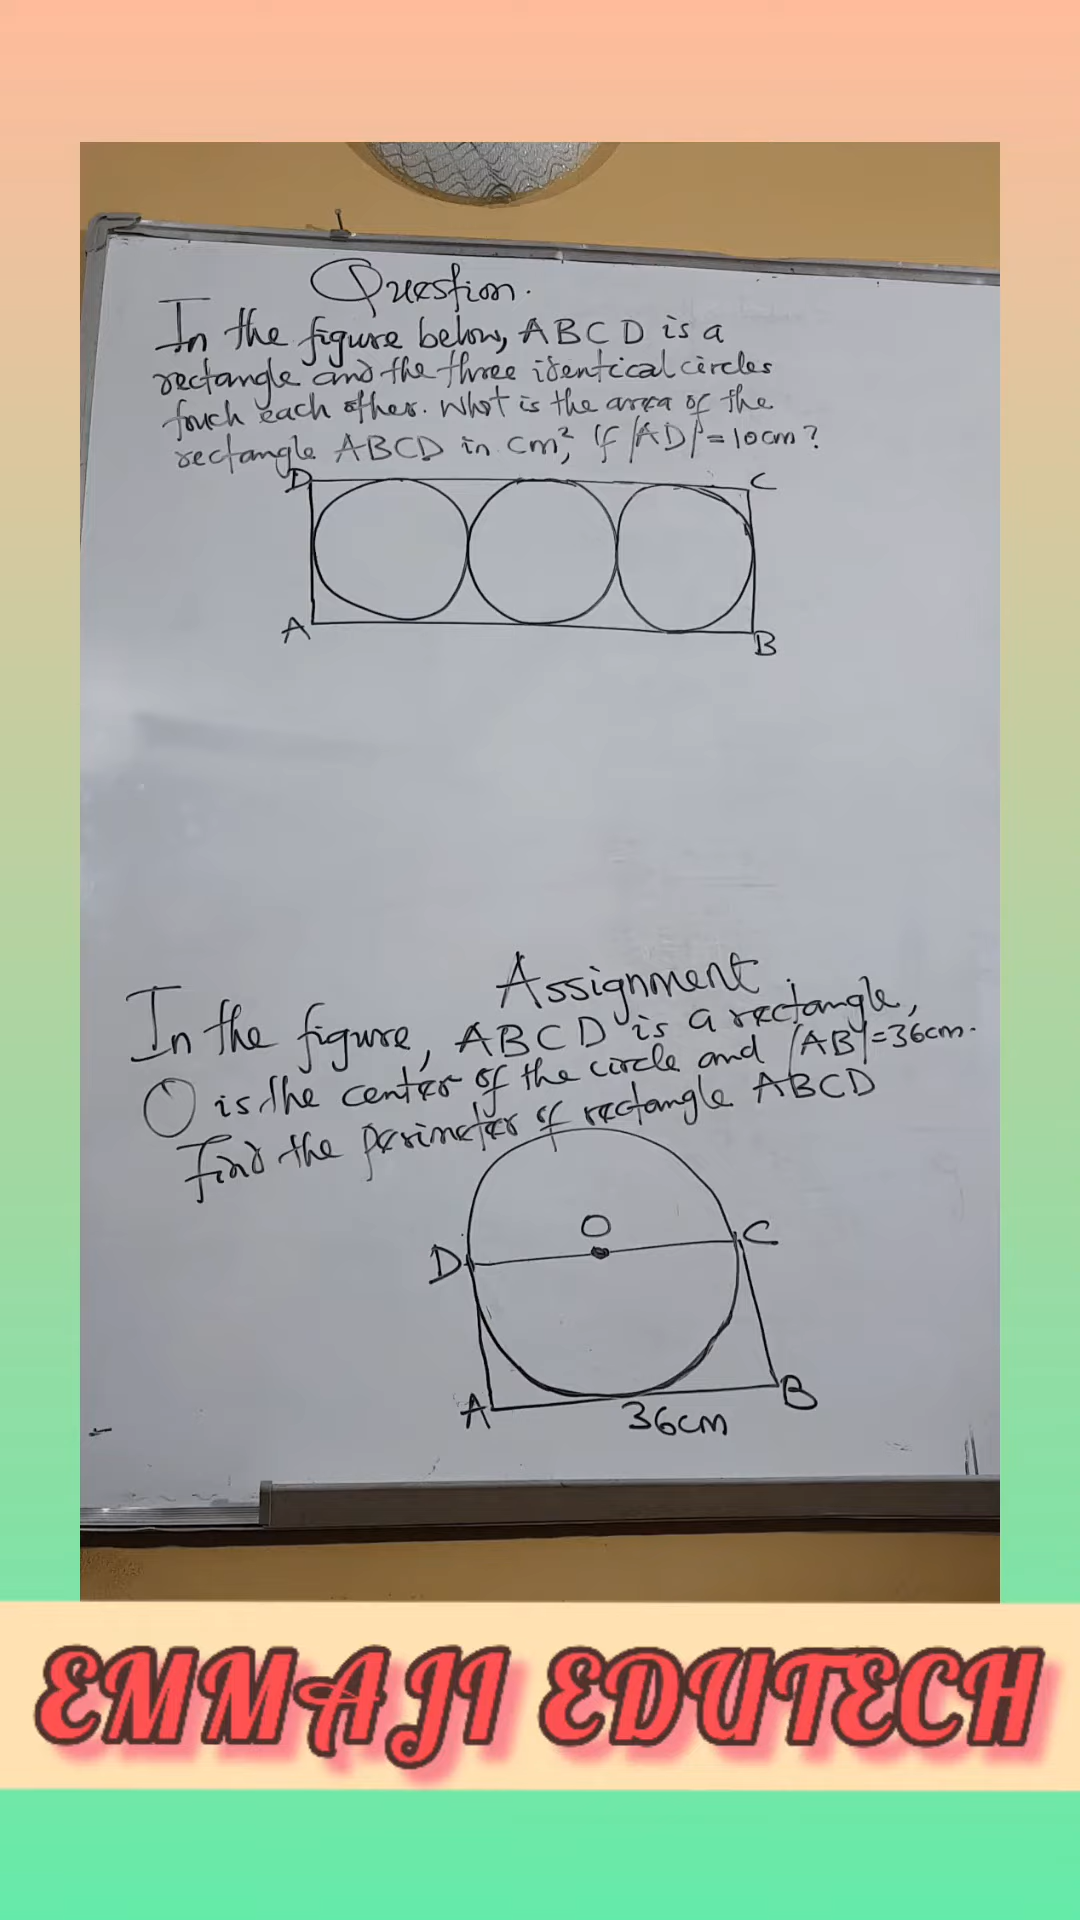 Question.
In the figure below, ABCD is a
rectangle and the three identical circles
touch each other. What is the area of the
rectangle ABCD in cm², if |AD| = 10cm?
D C
A B
Assignment
In the figure, ABCD is a rectangle,
O is the center of the circle and |AB| = 36cm.
Find the perimeter of rectangle ABCD
O
D C
A B
36cm
EMMAJI EDUTECH